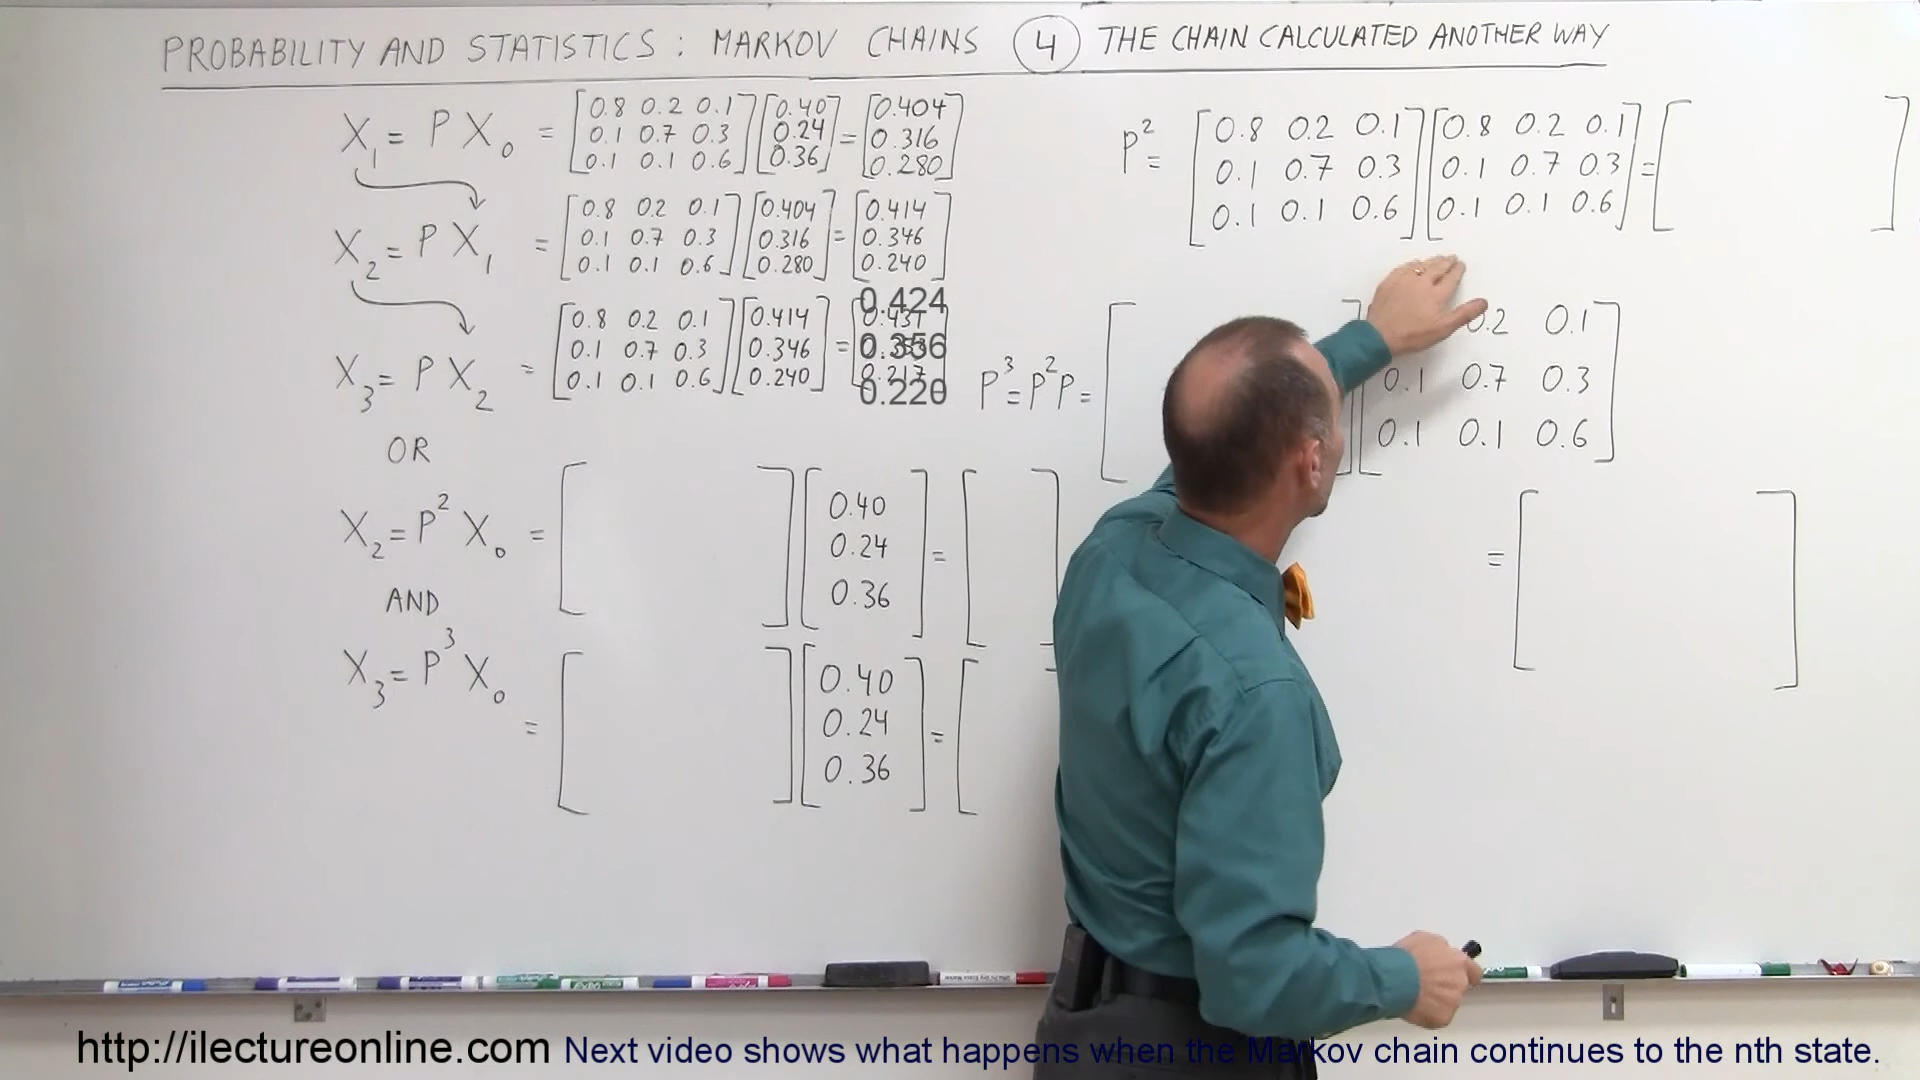 PROBABILITY AND STATISTICS: MARKOV CHAINS 4 THE CHAIN CALCULATED ANOTHER WAY
X₁ = P X₀ = [0.8 0.2 0.1] [0.40] = [0.404]
[0.1 0.7 0.3] [0.24] [0.316]
[0.1 0.1 0.6] [0.36] [0.280]
X₂ = P X₁ = [0.8 0.2 0.1] [0.404] = [0.414]
[0.1 0.7 0.3] [0.316] [0.346]
[0.1 0.1 0.6] [0.280] [0.240]
X₃ = P X₂ = [0.8 0.2 0.1] [0.414] = 0.424
[0.1 0.7 0.3] [0.346] 0.356
[0.1 0.1 0.6] [0.240] 0.220
OR
X₂ = P² X₀ = [ ] [0.40] = [ ]
0.24
0.36
AND
X₃ = P³ X₀
= [ ] [0.40] = [
0.24
0.36
P² = [0.8 0.2 0.1] [0.8 0.2 0.1] = [ ]
[0.1 0.7 0.3] [0.1 0.7 0.3]
[0.1 0.1 0.6] [0.1 0.1 0.6]
P³ = P²P = [ ] [0.2 0.1]
0.1 0.7 0.3
0.1 0.1 0.6
= [ ]
http://ilectureonline.com Next video shows what happens when the Markov chain continues to the nth state.